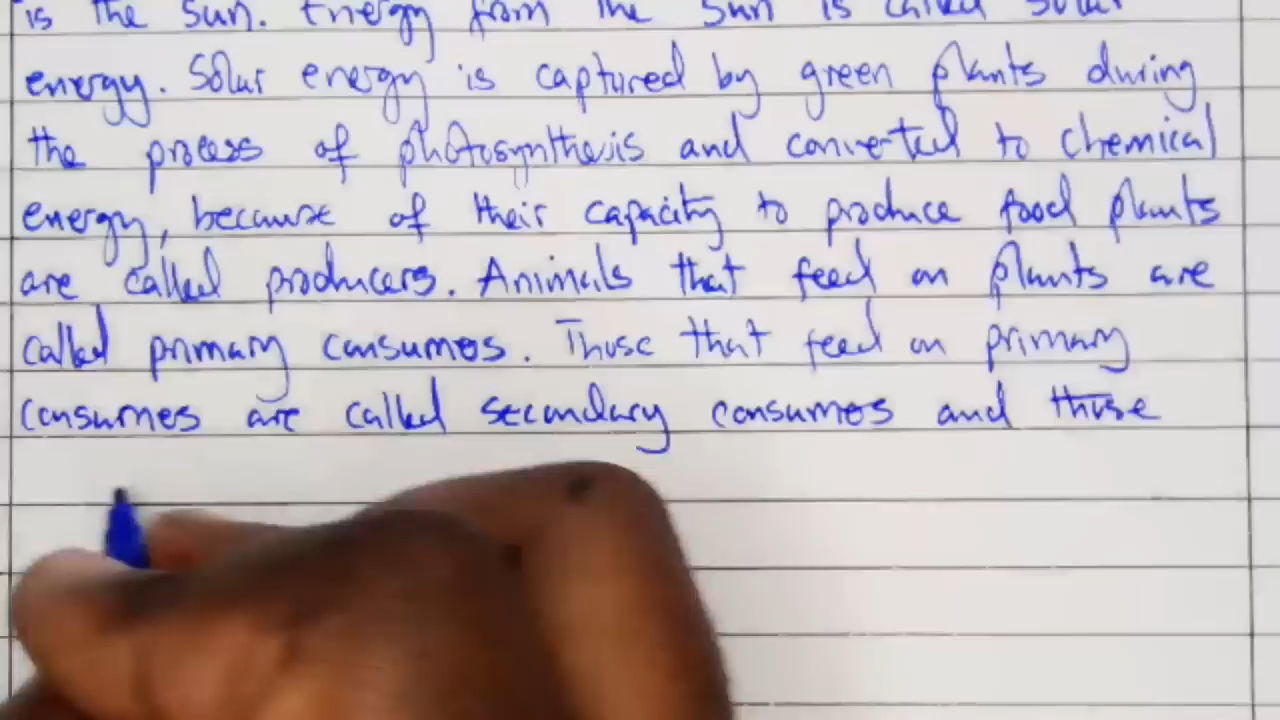 is the Sun. Energy from the Sun is called Solar
energy. Solar energy is captured by green plants during
the process of photosynthesis and converted to chemical
energy, because of their capacity to produce food plants
are called producers. Animals that feed on plants are
called primary consumes. Those that feed on primary
consumes are called secondary consumes and those